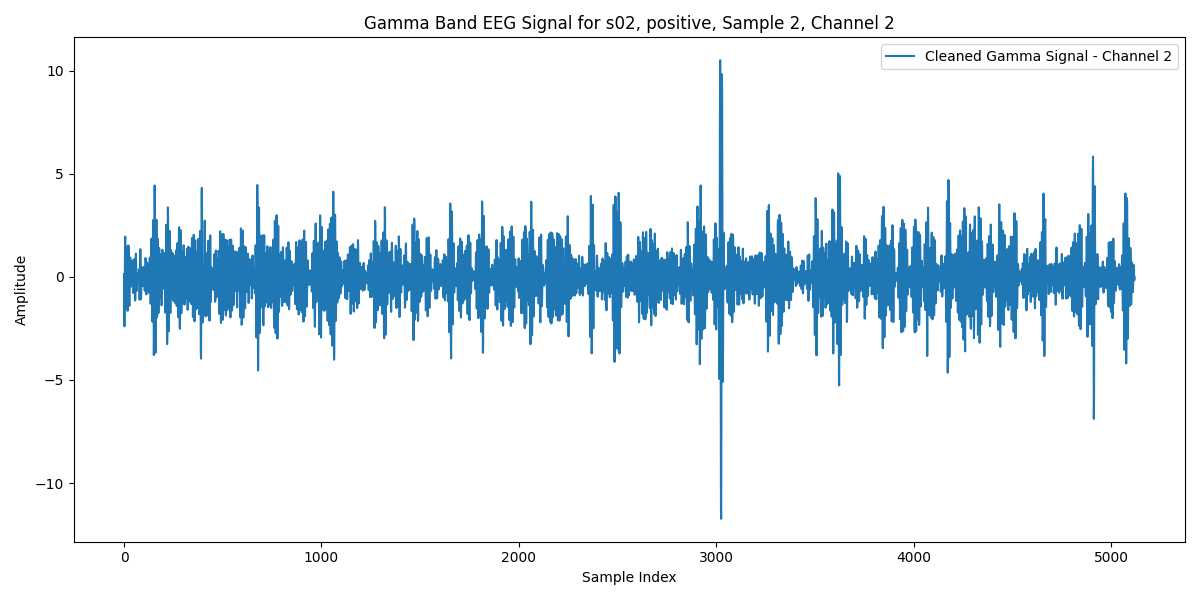 Gamma Band EEG Signal for s02, positive, Sample 2, Channel 2
Cleaned Gamma Signal - Channel 2
Amplitude
10
5
0
−5
−10
0 1000 2000 3000 4000 5000
Sample Index